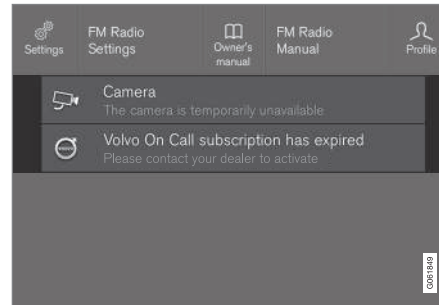 Settings
FM Radio
Settings
Owner's
manual
FM Radio
Manual
Profile
Camera
The camera is temporarily unavailable
Volvo On Call subscription has expired
Please contact your dealer to activate
G061849